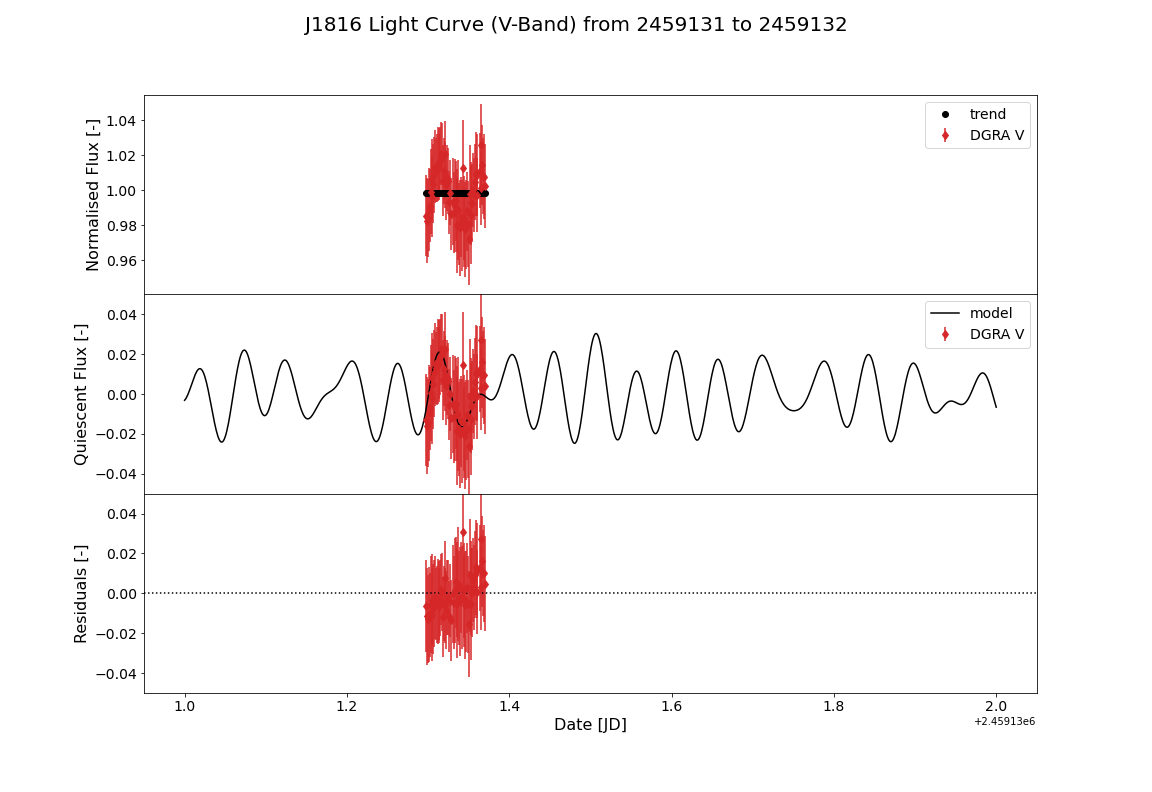 J1816 Light Curve (V-Band) from 2459131 to 2459132
Normalised Flux [-]
1.04
1.02
1.00
0.98
0.96
trend
DGRA V
Quiescent Flux [-]
0.04
0.02
0.00
−0.02
−0.04
model
DGRA V
Residuals [-]
0.04
0.02
0.00
−0.02
−0.04
1.0 1.2 1.4 1.6 1.8 2.0
Date [JD]
+2.45913e6